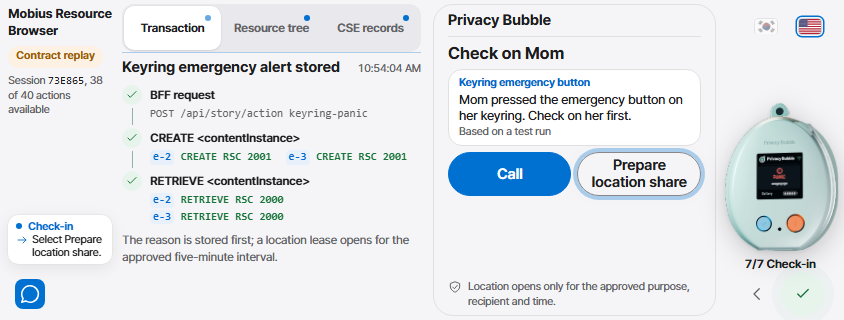 Mobius Resource
Browser
Contract replay
Session 73E865, 38
of 40 actions
available
Check-in
→ Select Prepare
location share.
Transaction
Resource tree
CSE records
Keyring emergency alert stored
10:54:04 AM
BFF request
POST /api/story/action keyring-panic
CREATE <contentInstance>
e-2 CREATE RSC 2001 e-3 CREATE RSC 2001
RETRIEVE <contentInstance>
e-2 RETRIEVE RSC 2000
e-3 RETRIEVE RSC 2000
The reason is stored first; a location lease opens for the
approved five-minute interval.
Privacy Bubble
Check on Mom
Keyring emergency button
Mom pressed the emergency button on
her keyring. Check on her first.
Based on a test run
Call
Prepare
location share
Location opens only for the approved purpose,
recipient and time.
Privacy Bubble
PrivacyBubble
7/7 Check-in